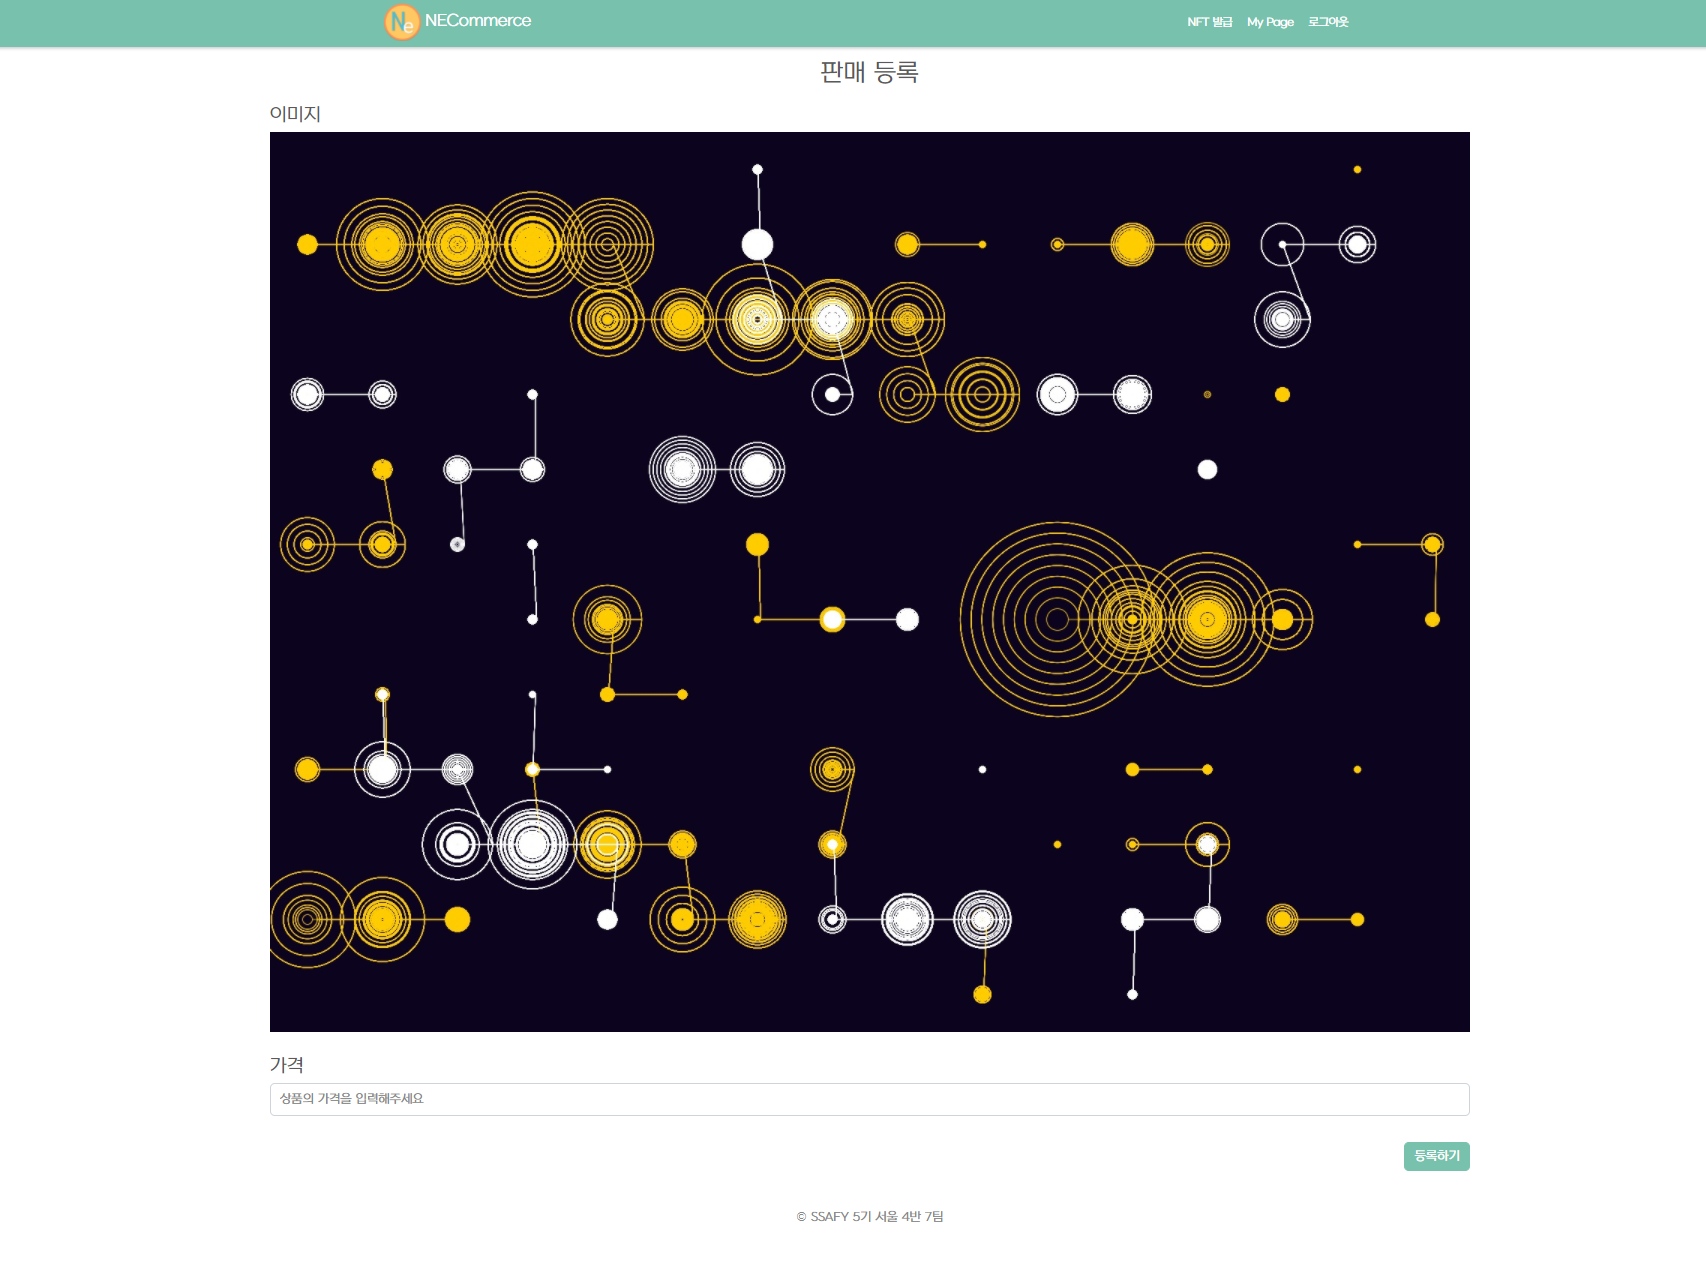 Ne NECommerce
NFT 발급 My Page 로그아웃
판매 등록
이미지
가격
상품의 가격을 입력해주세요
등록하기
© SSAFY 5기 서울 4반 7팀